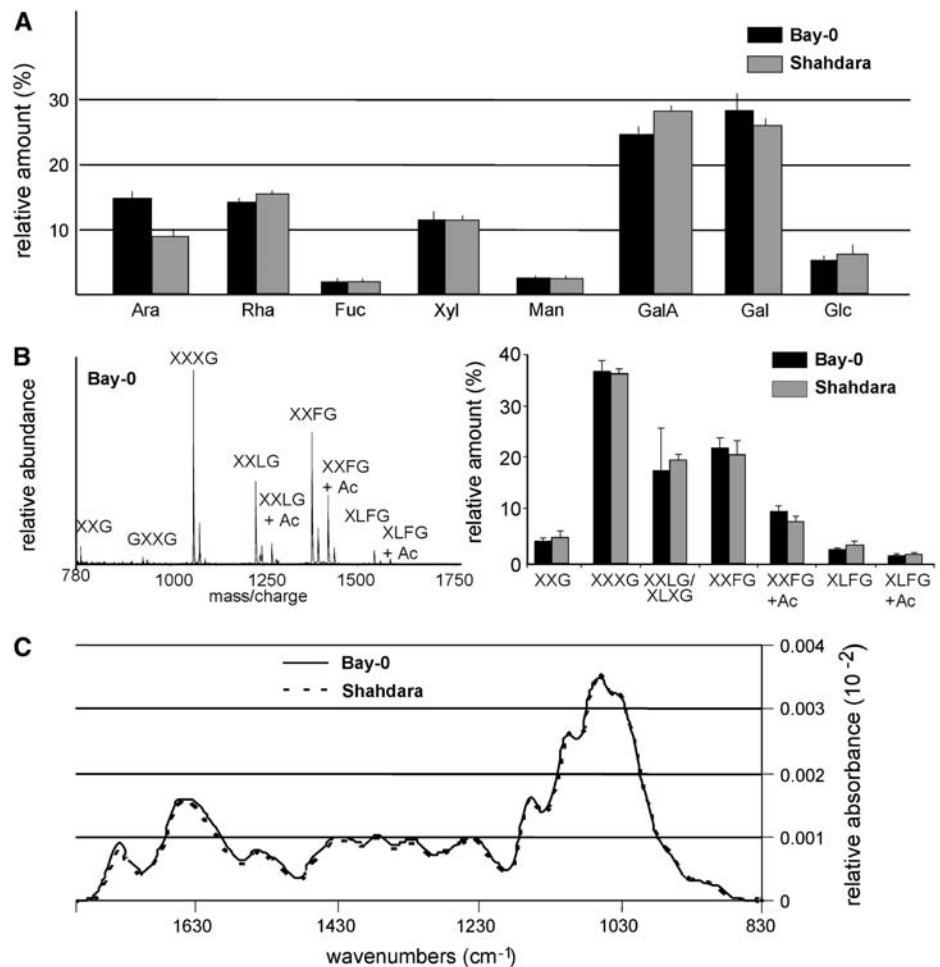 A
relative amount (%)
30
20
10
Bay-0
Shahdara
Ara Rha Fuc Xyl Man GalA Gal Glc
B
relative abundance
Bay-0
XXXG
XXFG
XXLG
XXFG
+ Ac
XXLG
+ Ac
XLFG
XLFG
+ Ac
XXG
GXXG
780 1000 1250 1500 1750
mass/charge
relative amount (%)
40
30
20
10
0
Bay-0
Shahdara
XXG XXXG XXLG/
XLXG XXFG XXFG
+Ac XLFG XLFG
+Ac
C
Bay-0
Shahdara
0.004
0.003
0.002
0.001
0
relative absorbance (10⁻²)
1630 1430 1230 1030 830
wavenumbers (cm⁻¹)